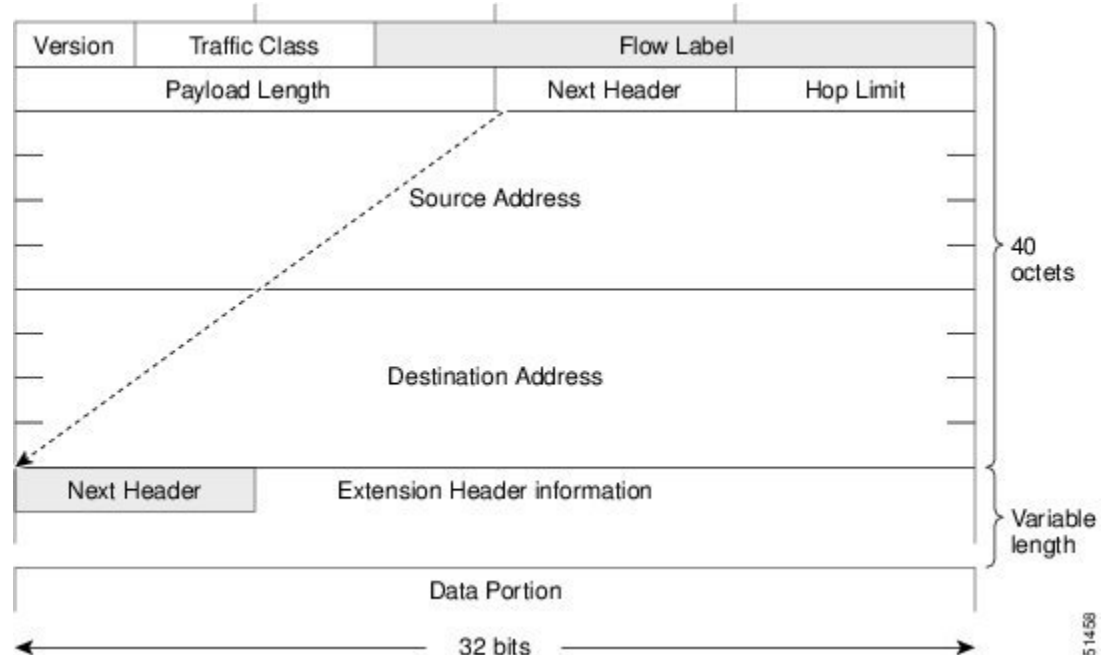 Version Traffic Class Flow Label
Payload Length Next Header Hop Limit
Source Address
40
octets
Destination Address
Next Header Extension Header information
Variable
length
Data Portion
32 bits
51458